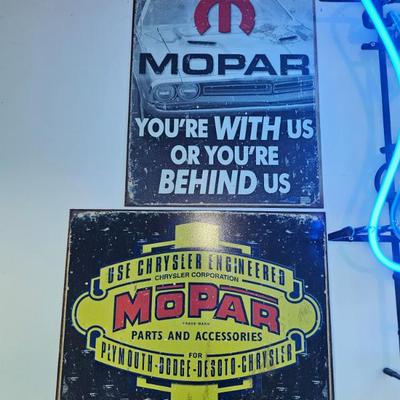 MOPAR
YOU'RE WITH US
OR YOU'RE
BEHIND US
USE CHRYSLER ENGINEERED
CHRYSLER CORPORATION
MOPAR
TRADE MARK
PARTS AND ACCESSORIES
FOR
PLYMOUTH-DODGE-DESOTO-CHRYSLER